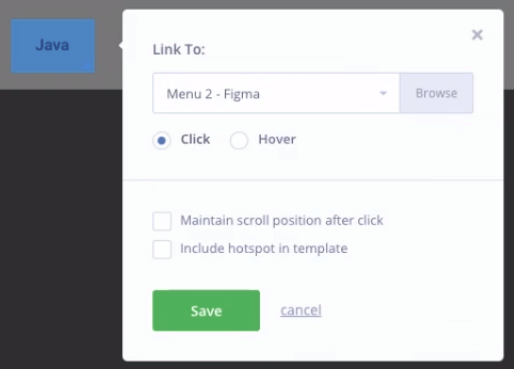 Java
Link To:
Menu 2 - Figma
Browse
Click
Hover
Maintain scroll position after click
Include hotspot in template
Save
cancel